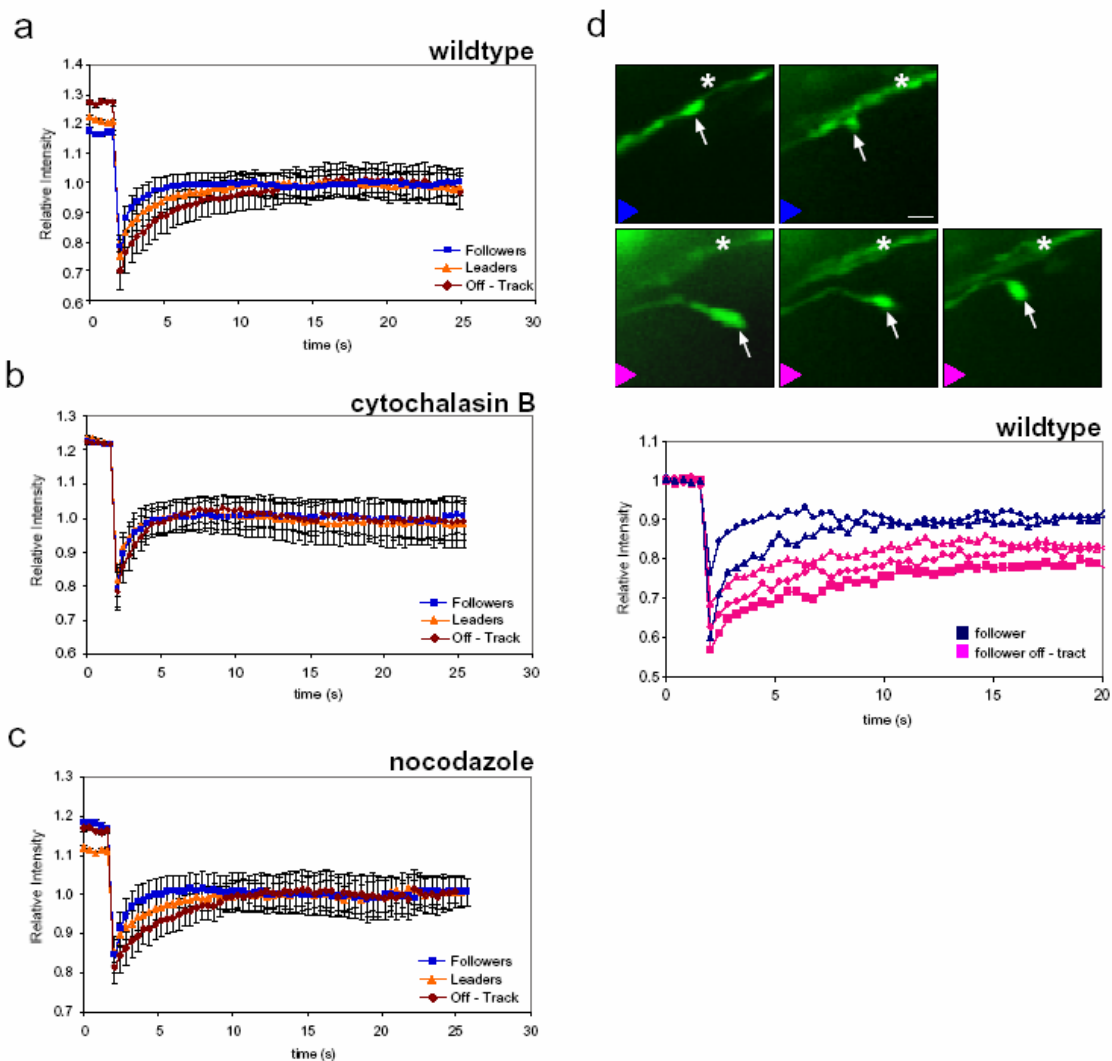 a
wildtype
1.4
1.3
1.2
1.1
1.0
0.9
0.8
0.7
0.6
Relative Intensity
Followers
Leaders
Off - Track
0 5 10 15 20 25 30
time (s)
b
cytochalasin B
1.3
1.2
1.1
1.0
0.9
0.8
0.7
0.6
Relative Intensity
Followers
Leaders
Off - Track
0 5 10 15 20 25 30
time (s)
c
nocodazole
1.3
1.2
1.1
1.0
0.9
0.8
0.7
Relative Intensity
Followers
Leaders
Off - Track
0 5 10 15 20 25 30
time (s)
d
*
*
*
*
*
wildtype
1.1
1
0.9
0.8
0.7
0.6
0.5
Relative Intensity
follower
follower off - tract
0 5 10 15 20
time (s)